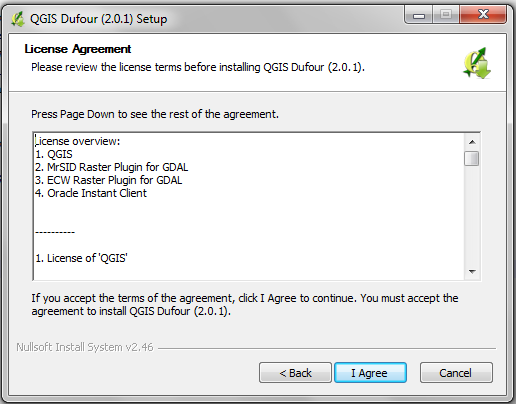 QGIS Dufour (2.0.1) Setup
License Agreement
Please review the license terms before installing QGIS Dufour (2.0.1).
Press Page Down to see the rest of the agreement.
License overview:
1. QGIS
2. MrSID Raster Plugin for GDAL
3. ECW Raster Plugin for GDAL
4. Oracle Instant Client
----------
1. License of 'QGIS'
If you accept the terms of the agreement, click I Agree to continue. You must accept the
agreement to install QGIS Dufour (2.0.1).
Nullsoft Install System v2.46
< Back
I Agree
Cancel